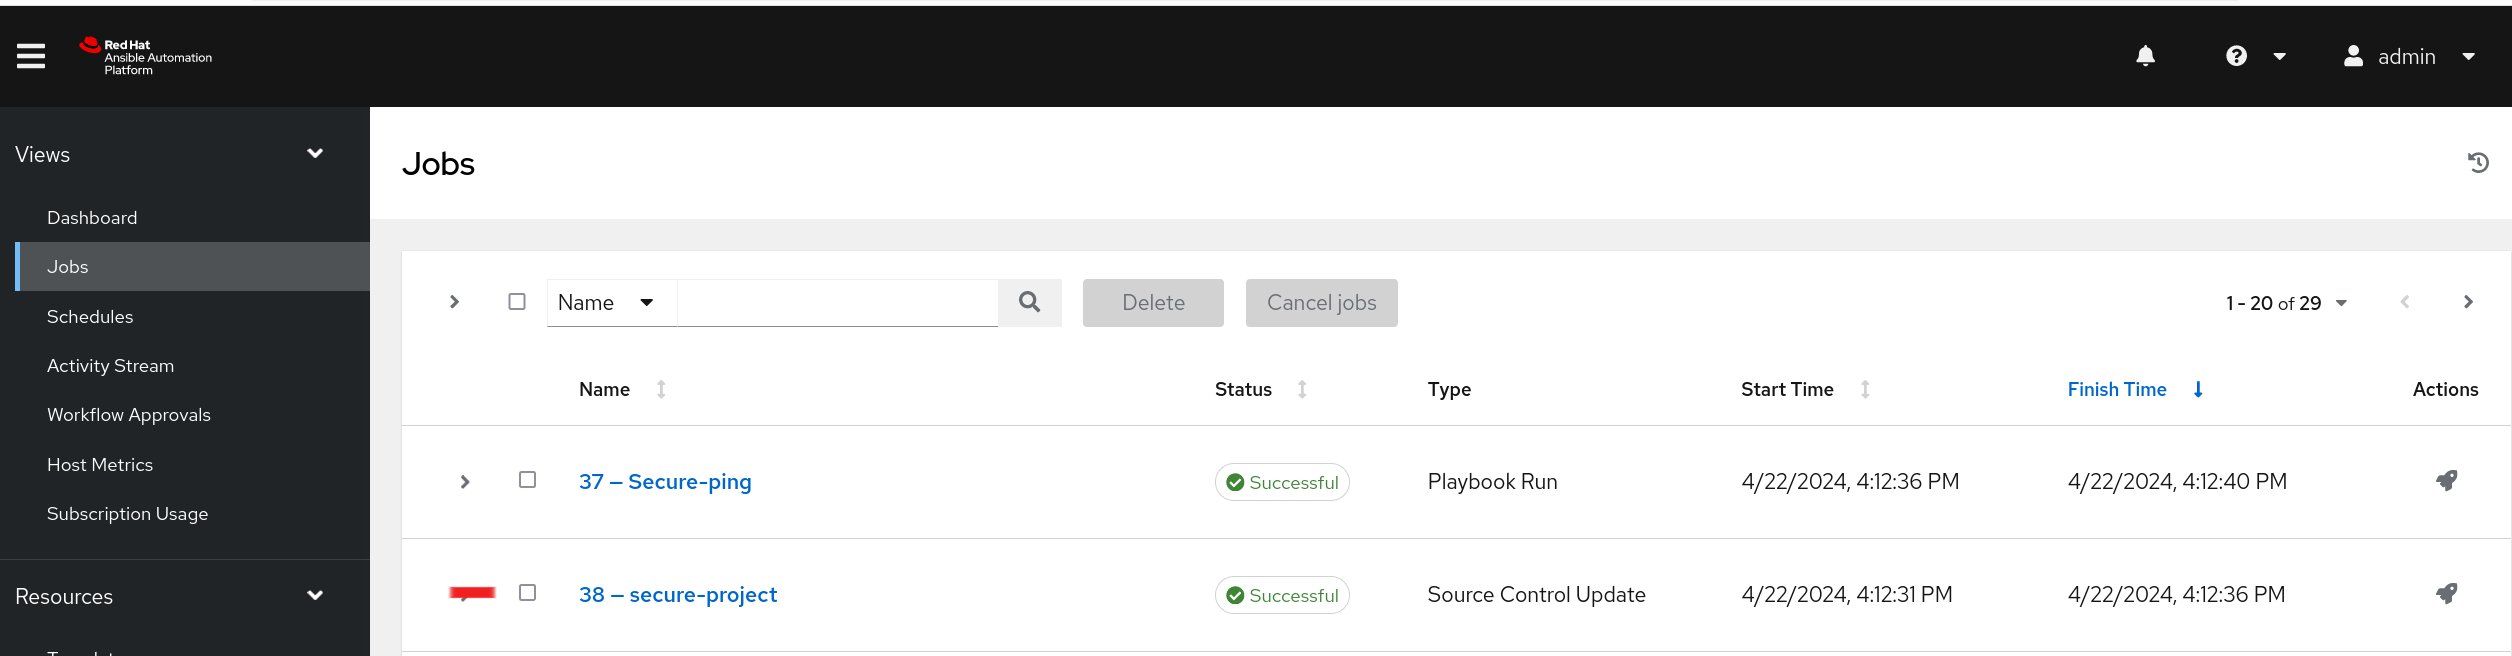 Red Hat
Ansible Automation
Platform
admin
Views
Dashboard
Jobs
Schedules
Activity Stream
Workflow Approvals
Host Metrics
Subscription Usage
Resources
Jobs
Name
Delete
Cancel jobs
1 - 20 of 29
Name Status Type Start Time Finish Time Actions
37 — Secure-ping Successful Playbook Run 4/22/2024, 4:12:36 PM 4/22/2024, 4:12:40 PM
38 — secure-project Successful Source Control Update 4/22/2024, 4:12:31 PM 4/22/2024, 4:12:36 PM